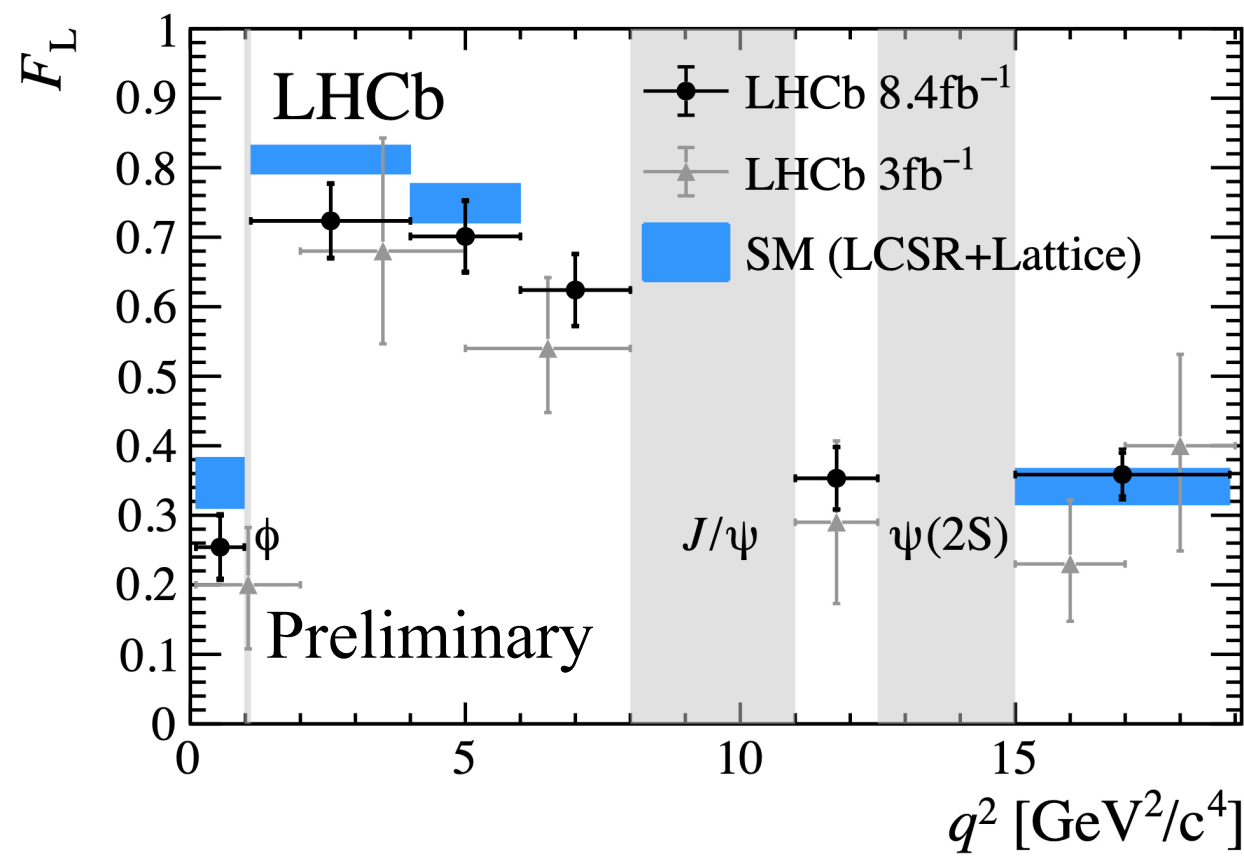 F_L
1
0.9
0.8
0.7
0.6
0.5
0.4
0.3
0.2
0.1
0
LHCb
LHCb 8.4fb⁻¹
LHCb 3fb⁻¹
SM (LCSR+Lattice)
ϕ
J/ψ
ψ(2S)
Preliminary
0 5 10 15
q² [GeV²/c⁴]